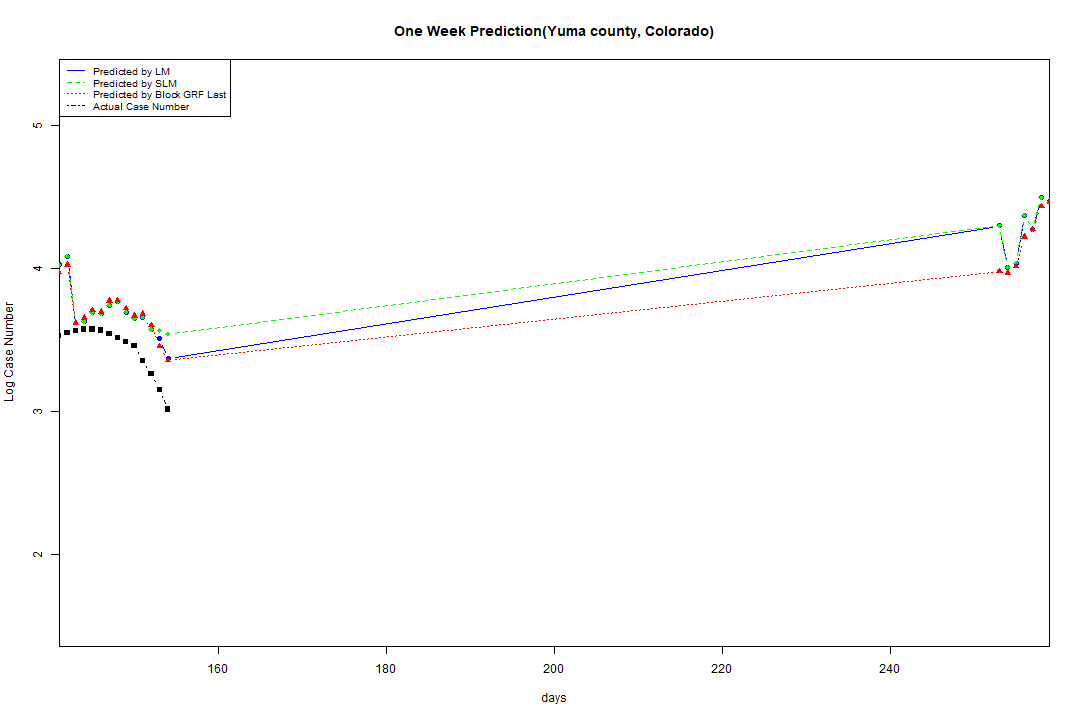 One Week Prediction(Yuma county, Colorado)
Predicted by LM
Predicted by SLM
Predicted by Block GRF Last
Actual Case Number
5
4
3
2
Log Case Number
160 180 200 220 240
days